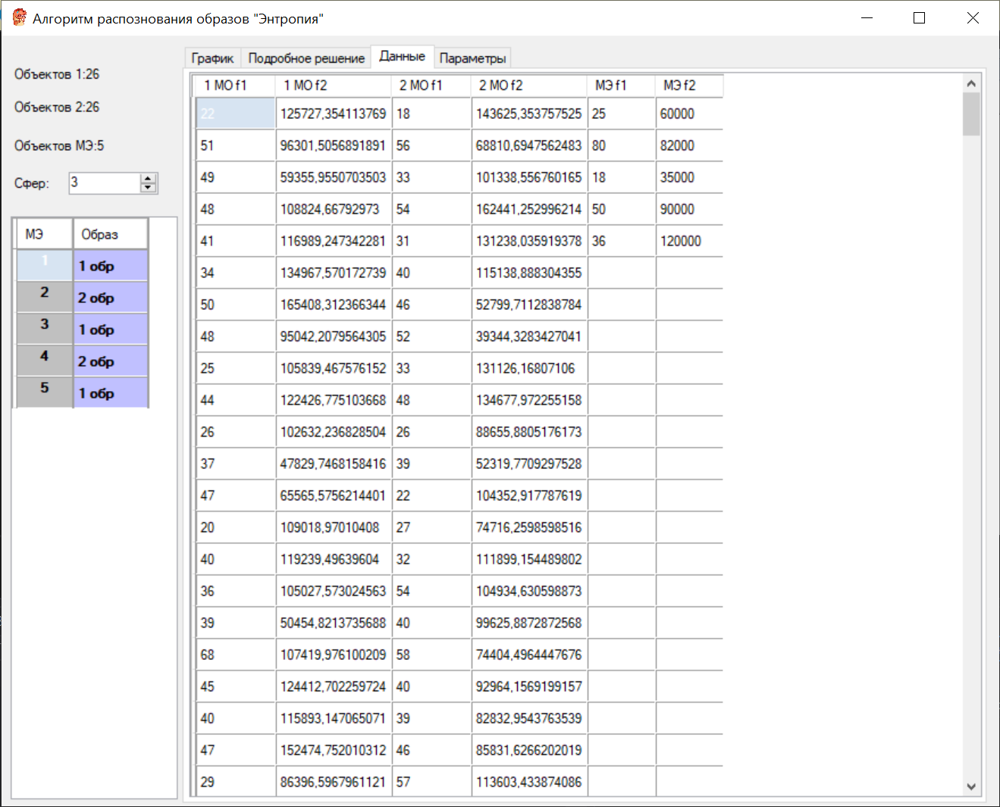 Алгоритм распознования образов "Энтропия"
График Подробное решение Данные Параметры
Объектов 1:26
Объектов 2:26
Объектов МЭ:5
Сфер: 3
МЭ Образ
1 1 обр
2 2 обр
3 1 обр
4 2 обр
5 1 обр
1 МО f1 1 МО f2 2 МО f1 2 МО f2 МЭ f1 МЭ f2
22 125727,354113769 18 143625,353757525 25 60000
51 96301,5056891891 56 68810,6947562483 80 82000
49 59355,9550703503 33 101338,556760165 18 35000
48 108824,66792973 54 162441,252996214 50 90000
41 116989,247342281 31 131238,035919378 36 120000
34 134967,570172739 40 115138,888304355
50 165408,312366344 46 52799,7112838784
48 95042,2079564305 52 39344,3283427041
25 105839,467576152 33 131126,16807106
44 122426,775103668 48 134677,972255158
26 102632,236828504 26 88655,8805176173
37 47829,7468158416 39 52319,7709297528
47 65565,5756214401 22 104352,917787619
20 109018,97010408 27 74716,2598598516
40 119239,49639604 32 111899,154489802
36 105027,573024563 54 104934,630598873
39 50454,8213735688 40 99625,8872872568
68 107419,976100209 58 74404,4964447676
45 124412,702259724 40 92964,1569199157
40 115893,147065071 39 82832,9543763539
47 152474,752010312 46 85831,6266202019
29 86396,5967961121 57 113603,433874086